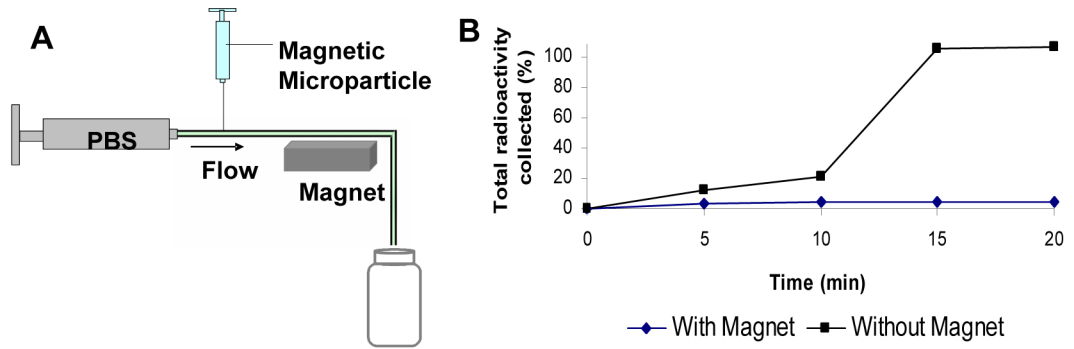 A
Magnetic
Microparticle
PBS
Flow
Magnet
B
Total radioactivity
collected (%)
100
80
60
40
20
0
0 5 10 15 20
Time (min)
With Magnet Without Magnet